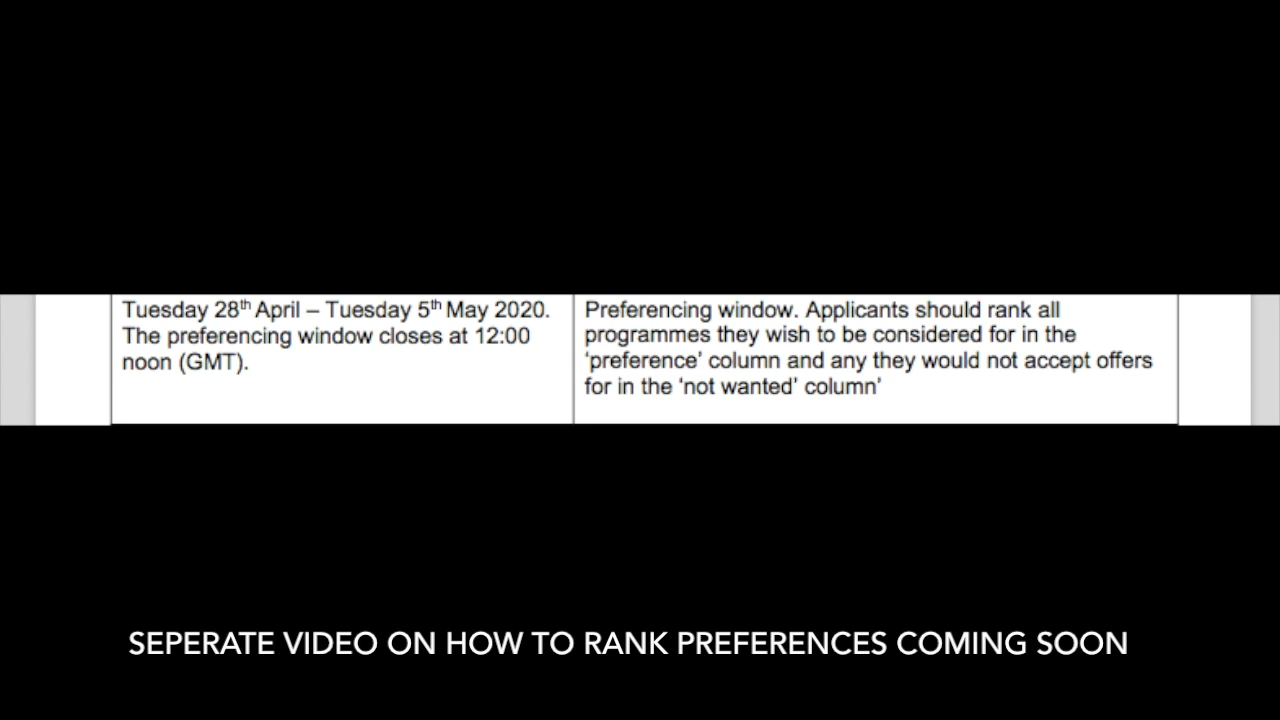 Tuesday 28th April – Tuesday 5th May 2020.
The preferencing window closes at 12:00
noon (GMT).
Preferencing window. Applicants should rank all
programmes they wish to be considered for in the
‘preference’ column and any they would not accept offers
for in the ‘not wanted’ column’
SEPERATE VIDEO ON HOW TO RANK PREFERENCES COMING SOON